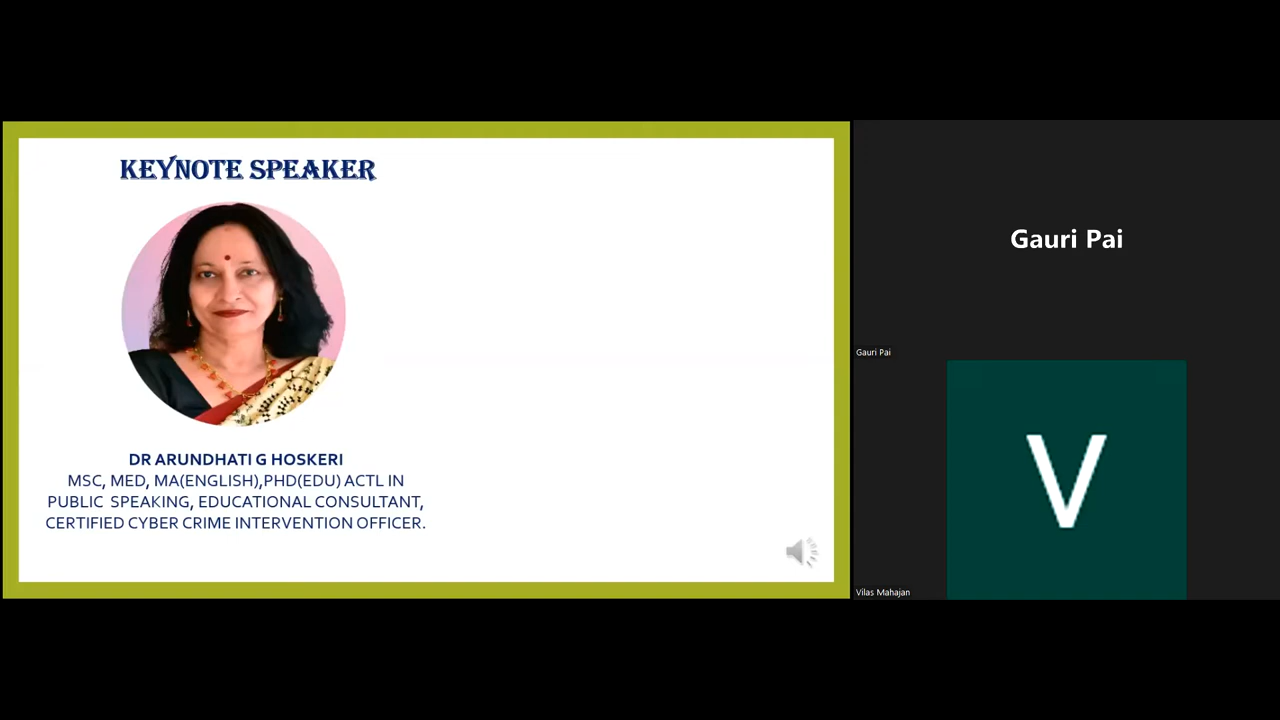 KEYNOTE SPEAKER
DR ARUNDHATI G HOSKERI
MSC, MED, MA(ENGLISH),PHD(EDU) ACTL IN
PUBLIC SPEAKING, EDUCATIONAL CONSULTANT,
CERTIFIED CYBER CRIME INTERVENTION OFFICER.
Gauri Pai
Gauri Pai
V
Vilas Mahajan